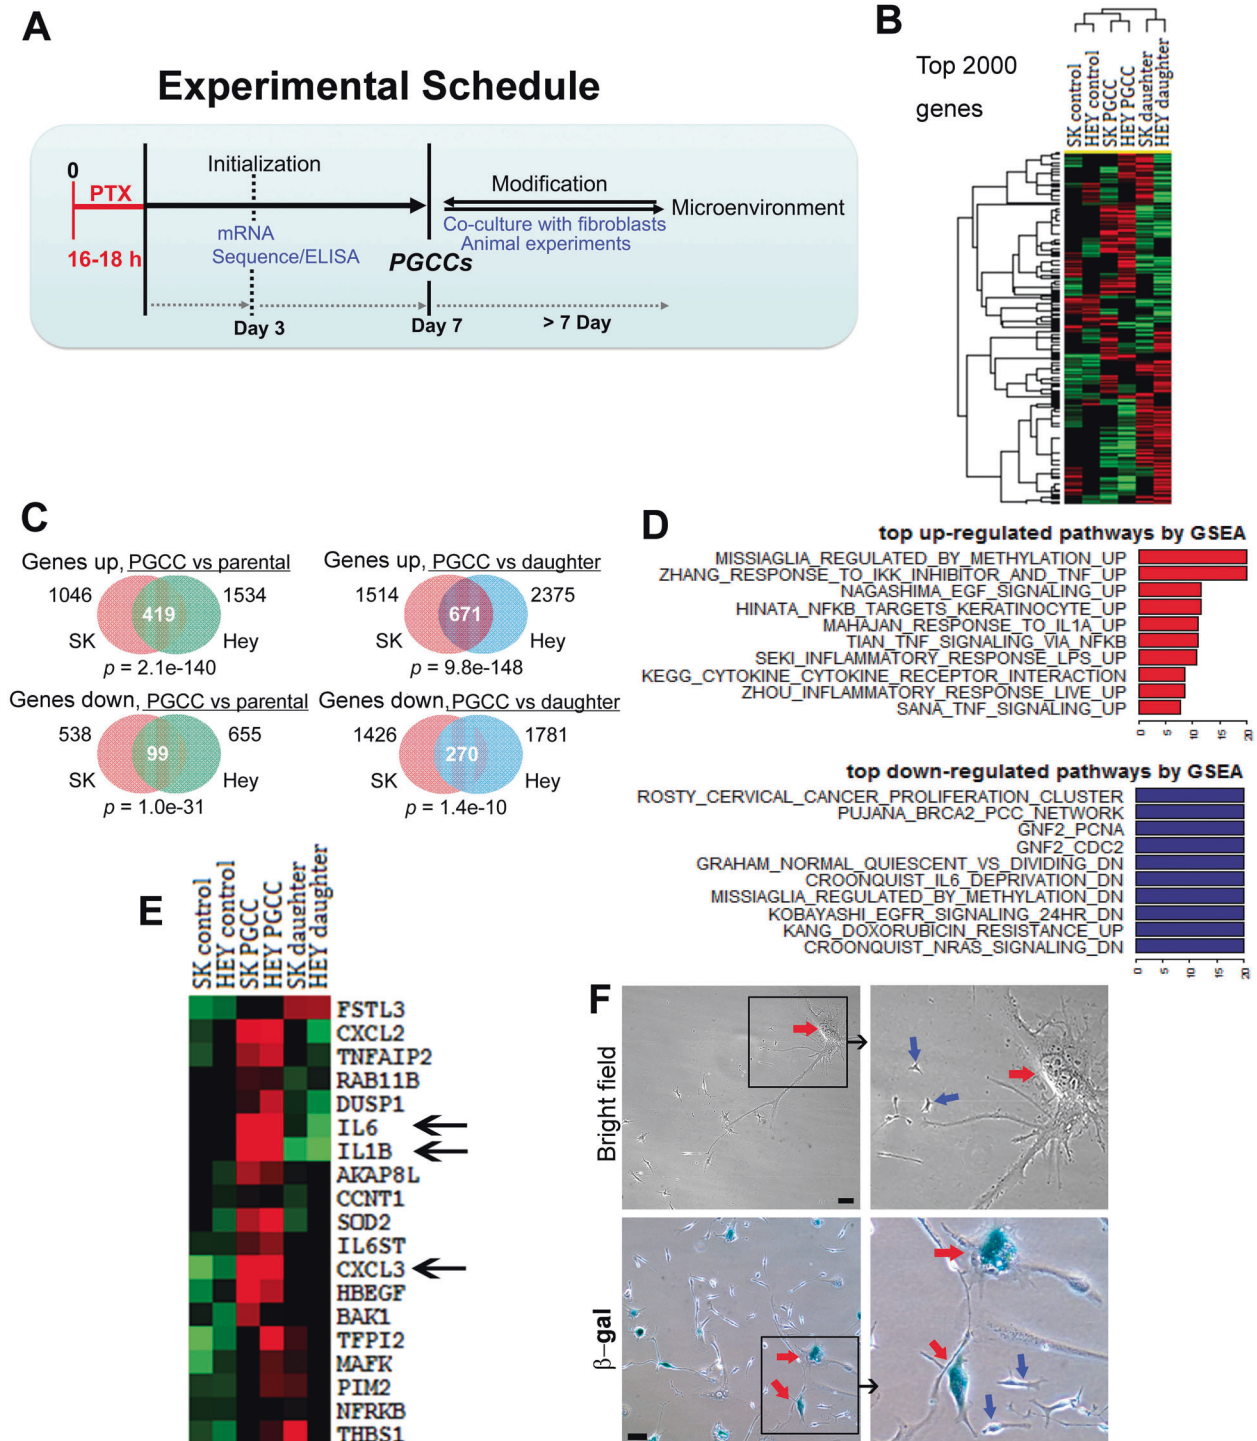 A
Experimental Schedule
0
PTX
16-18 h
Initialization
mRNA
Sequence/ELISA
Day 3
PGCCs
Day 7
Modification
Co-culture with fibroblasts
Animal experiments
Microenvironment
> 7 Day
B
Top 2000
genes
SK control
HEY control
SK PGCC
HEY PGCC
SK daughter
HEY daughter
C
Genes up, PGCC vs parental
1046
419
1534
SK
Hey
p = 2.1e-140
Genes up, PGCC vs daughter
1514
671
2375
SK
Hey
p = 9.8e-148
Genes down, PGCC vs parental
538
99
655
SK
Hey
p = 1.0e-31
Genes down, PGCC vs daughter
1426
270
1781
SK
Hey
p = 1.4e-10
D
top up-regulated pathways by GSEA
MISSIAGLIA_REGULATED_BY_METHYLATION_UP
ZHANG_RESPONSE_TO_IKK_INHIBITOR_AND_TNF_UP
NAGASHIMA_EGF_SIGNALING_UP
HINATA_NFKB_TARGETS_KERATINOCYTE_UP
MAHAJAN_RESPONSE_TO_IL1A_UP
TIAN_TNF_SIGNALING_VIA_NFKB
SEKI_INFLAMMATORY_RESPONSE_LPS_UP
KEGG_CYTOKINE_CYTOKINE_RECEPTOR_INTERACTION
ZHOU_INFLAMMATORY_RESPONSE_LIVE_UP
SANA_TNF_SIGNALING_UP
0 5 10 15 20
top down-regulated pathways by GSEA
ROSTY_CERVICAL_CANCER_PROLIFERATION_CLUSTER
PUJANA_BRCA2_PCC_NETWORK
GNF2_PCNA
GNF2_CDC2
GRAHAM_NORMAL_QUIESCENT_VS_DIVIDING_DN
CROONQUIST_IL6_DEPRIVATION_DN
MISSIAGLIA_REGULATED_BY_METHYLATION_DN
KOBAYASHI_EGFR_SIGNALING_24HR_DN
KANG_DOXORUBICIN_RESISTANCE_UP
CROONQUIST_NRAS_SIGNALING_DN
0 5 10 15 20
E
SK control
HEY control
SK PGCC
HEY PGCC
SK daughter
HEY daughter
FSTL3
CXCL2
TNFAIP2
RAB11B
DUSP1
IL6
IL1B
AKAP8L
CCNT1
SOD2
IL6ST
CXCL3
HBEGF
BAK1
TFPI2
MAFK
PIM2
NFRKB
THBS1
F
Bright field
β–gal